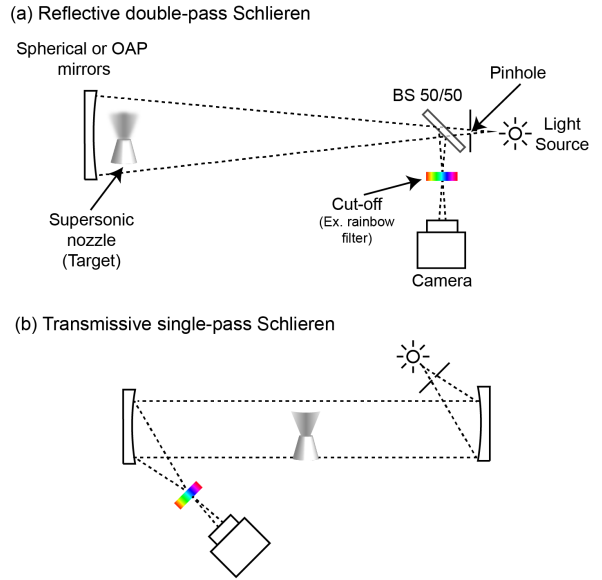 (a) Reflective double-pass Schlieren
Spherical or OAP
mirrors
Pinhole
BS 50/50
Light
Source
Cut-off
(Ex. rainbow
filter)
Supersonic
nozzle
(Target)
Camera
(b) Transmissive single-pass Schlieren